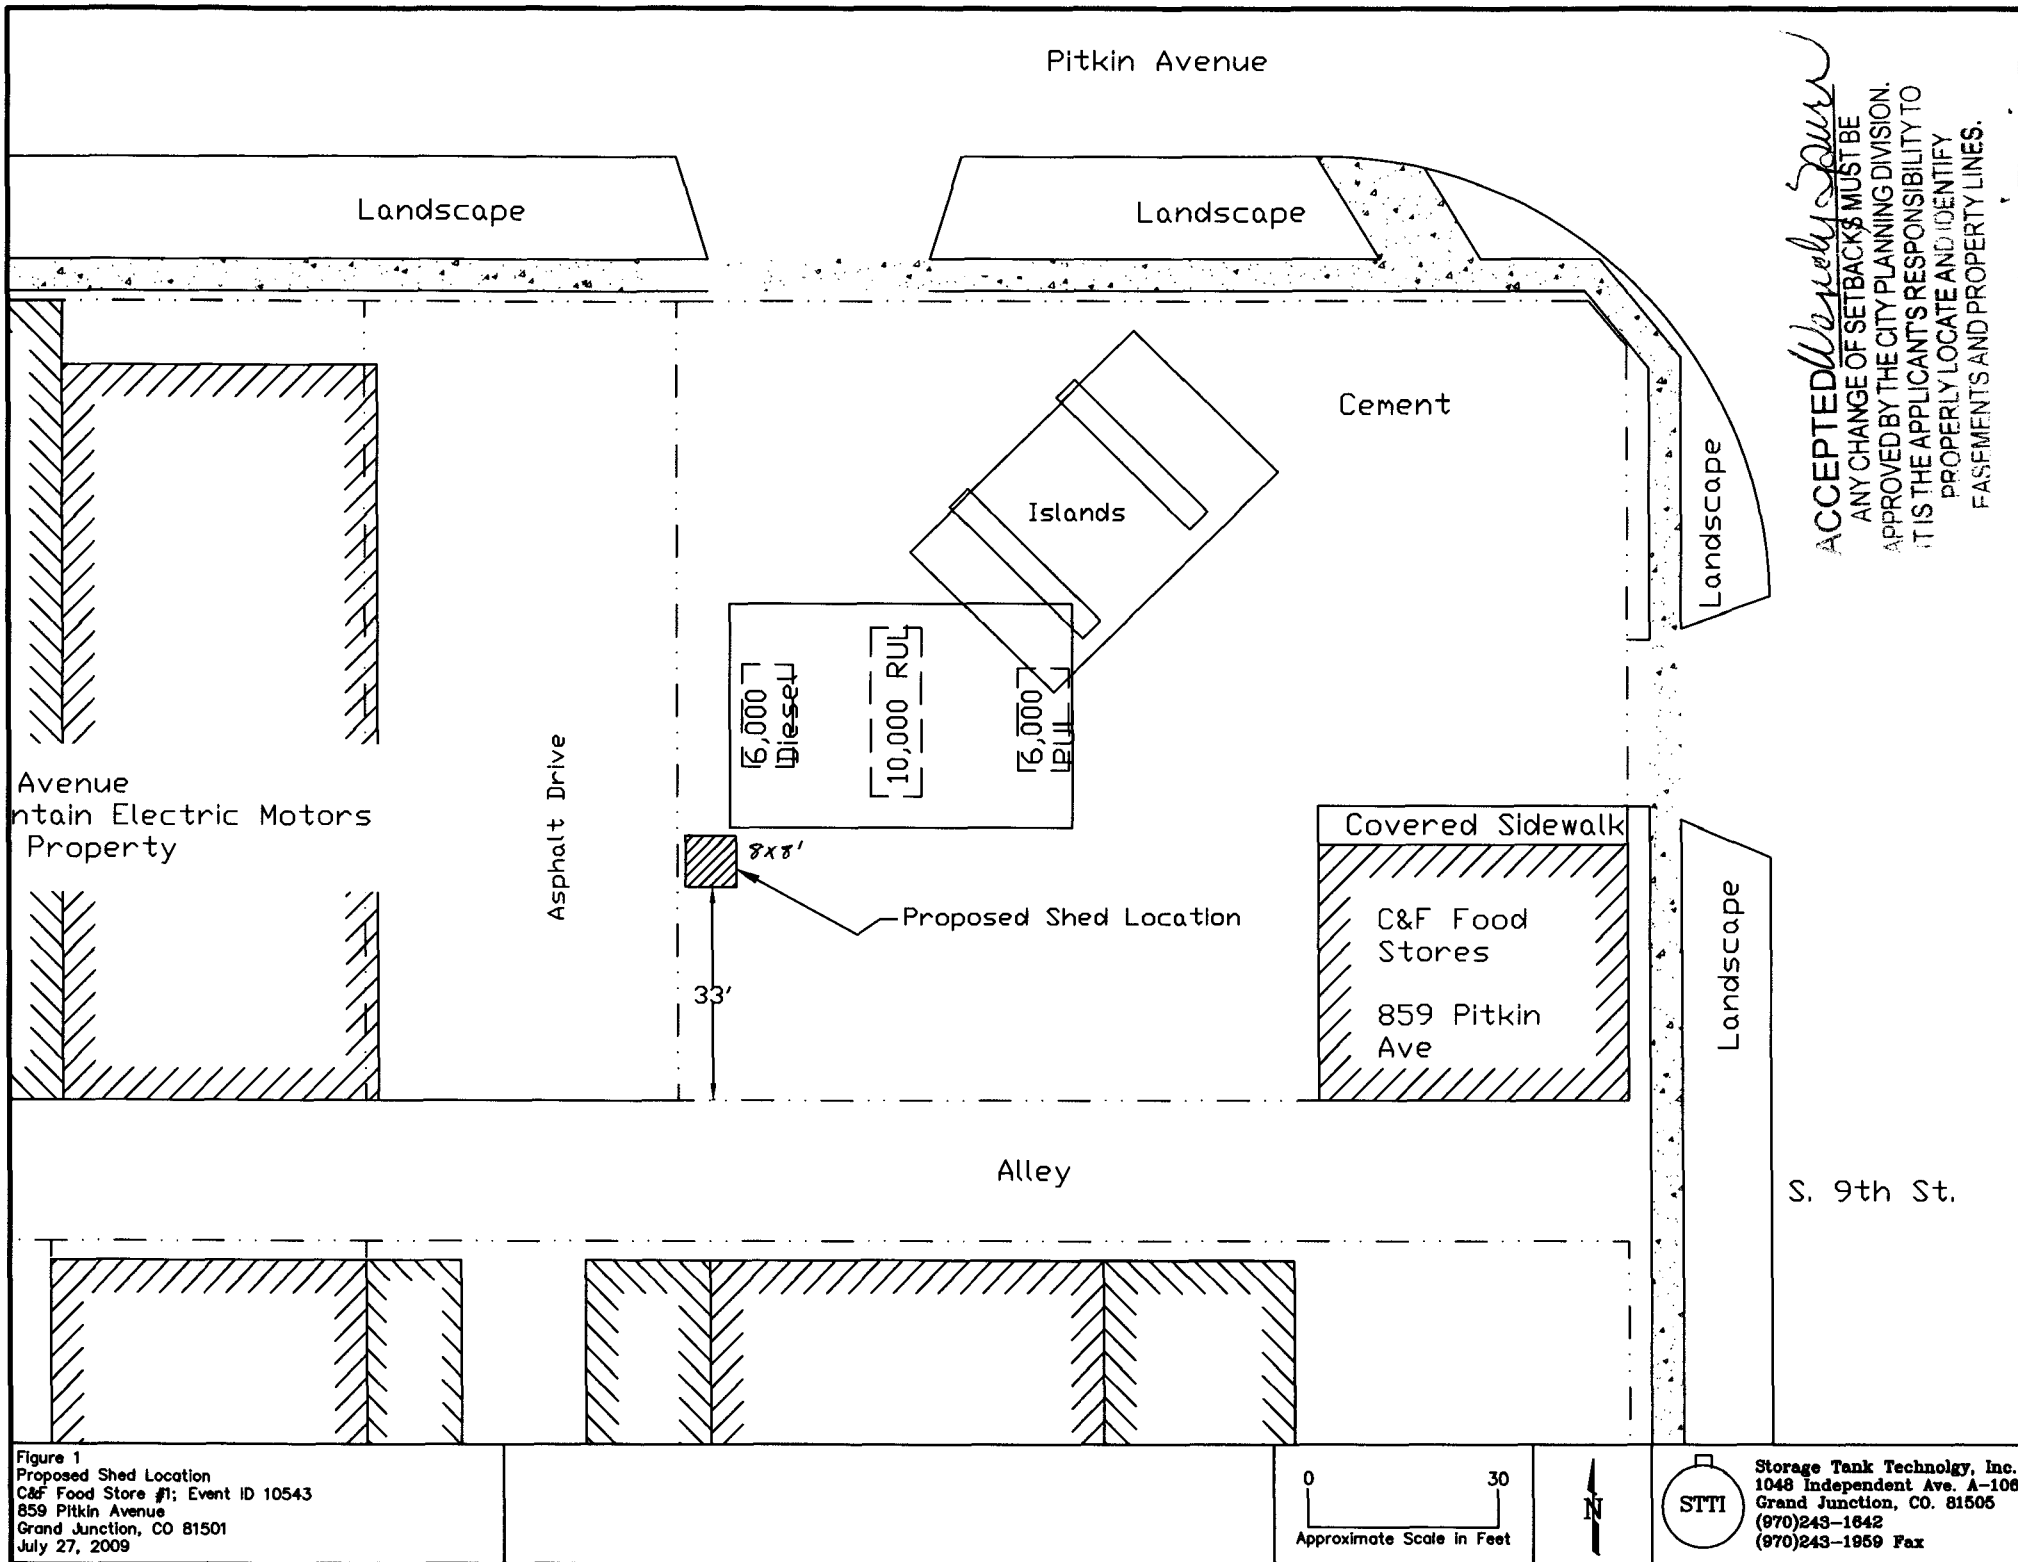 Pitkin Avenue
Landscape
Landscape
Cement
Islands
Landscape
ACCEPTED
ANY CHANGE OF SETBACKS MUST BE
APPROVED BY THE CITY PLANNING DIVISION.
IT IS THE APPLICANT'S RESPONSIBILITY TO
PROPERLY LOCATE AND IDENTIFY
EASEMENTS AND PROPERTY LINES.
6,000
Diesel
10,000 RUL
6,000
PUL
Avenue
ntain Electric Motors
Property
Asphalt Drive
8x8'
Proposed Shed Location
33'
Covered Sidewalk
C&F Food
Stores
859 Pitkin
Ave
Landscape
Alley
S. 9th St.
Figure 1
Proposed Shed Location
C&F Food Store #1; Event ID 10543
859 Pitkin Avenue
Grand Junction, CO 81501
July 27, 2009
0 30
Approximate Scale in Feet
N
STTI
Storage Tank Technolgy, Inc.
1048 Independent Ave. A-106
Grand Junction, CO. 81505
(970)243-1642
(970)243-1959 Fax